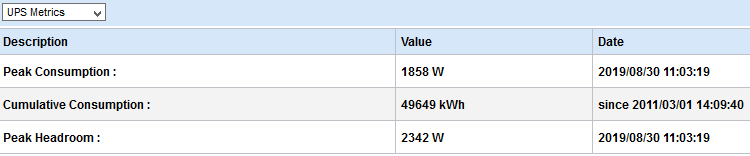 UPS Metrics
Description Value Date
Peak Consumption : 1858 W 2019/08/30 11:03:19
Cumulative Consumption : 49649 kWh since 2011/03/01 14:09:40
Peak Headroom : 2342 W 2019/08/30 11:03:19